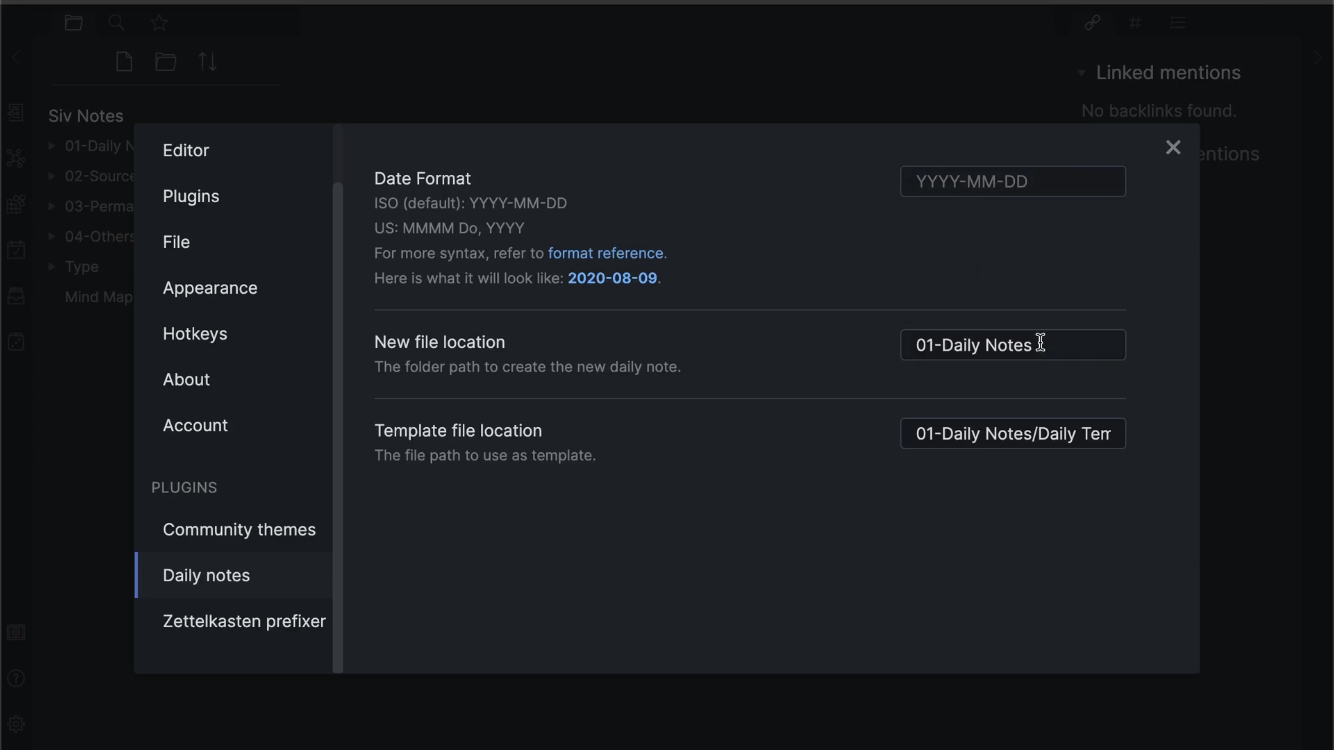 Linked mentions
No backlinks found.
entions
Siv Notes
01-Daily N
02-Source
03-Perma
04-Others
Type
Mind Map
Editor
Plugins
File
Appearance
Hotkeys
About
Account
PLUGINS
Community themes
Daily notes
Zettelkasten prefixer
Date Format
ISO (default): YYYY-MM-DD
US: MMMM Do, YYYY
For more syntax, refer to format reference.
Here is what it will look like: 2020-08-09.
YYYY-MM-DD
New file location
The folder path to create the new daily note.
01-Daily Notes
Template file location
The file path to use as template.
01-Daily Notes/Daily Tem